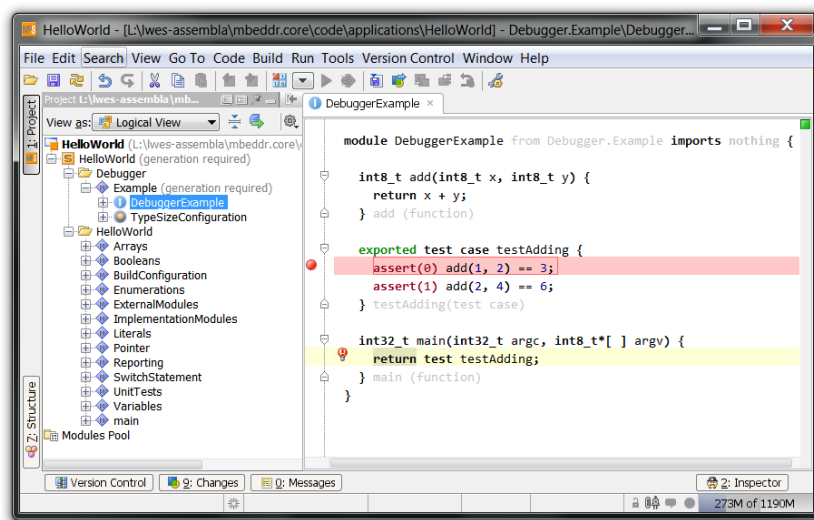 HelloWorld - [L:\lwes-assembla\mbeddr.core\code\applications\HelloWorld] - Debugger.Example\Debugger...
File Edit Search View Go To Code Build Run Tools Version Control Window Help
Project L:\lwes-assembla\mb...
DebuggerExample ×
1: Project
View as: Logical View
HelloWorld (L:\lwes-assembla\mbeddr.core\
HelloWorld (generation required)
Debugger
Example (generation required)
DebuggerExample
TypeSizeConfiguration
HelloWorld
Arrays
Booleans
BuildConfiguration
Enumerations
ExternalModules
ImplementationModules
Literals
Pointer
Reporting
SwitchStatement
UnitTests
Variables
main
Modules Pool
Z: Structure
module DebuggerExample from Debugger.Example imports nothing {
int8_t add(int8_t x, int8_t y) {
return x + y;
} add (function)
exported test case testAdding {
assert(0) add(1, 2) == 3;
assert(1) add(2, 4) == 6;
} testAdding(test case)
int32_t main(int32_t argc, int8_t*[ ] argv) {
return test testAdding;
} main (function)
}
Version Control 9: Changes 0: Messages 2: Inspector
273M of 1190M